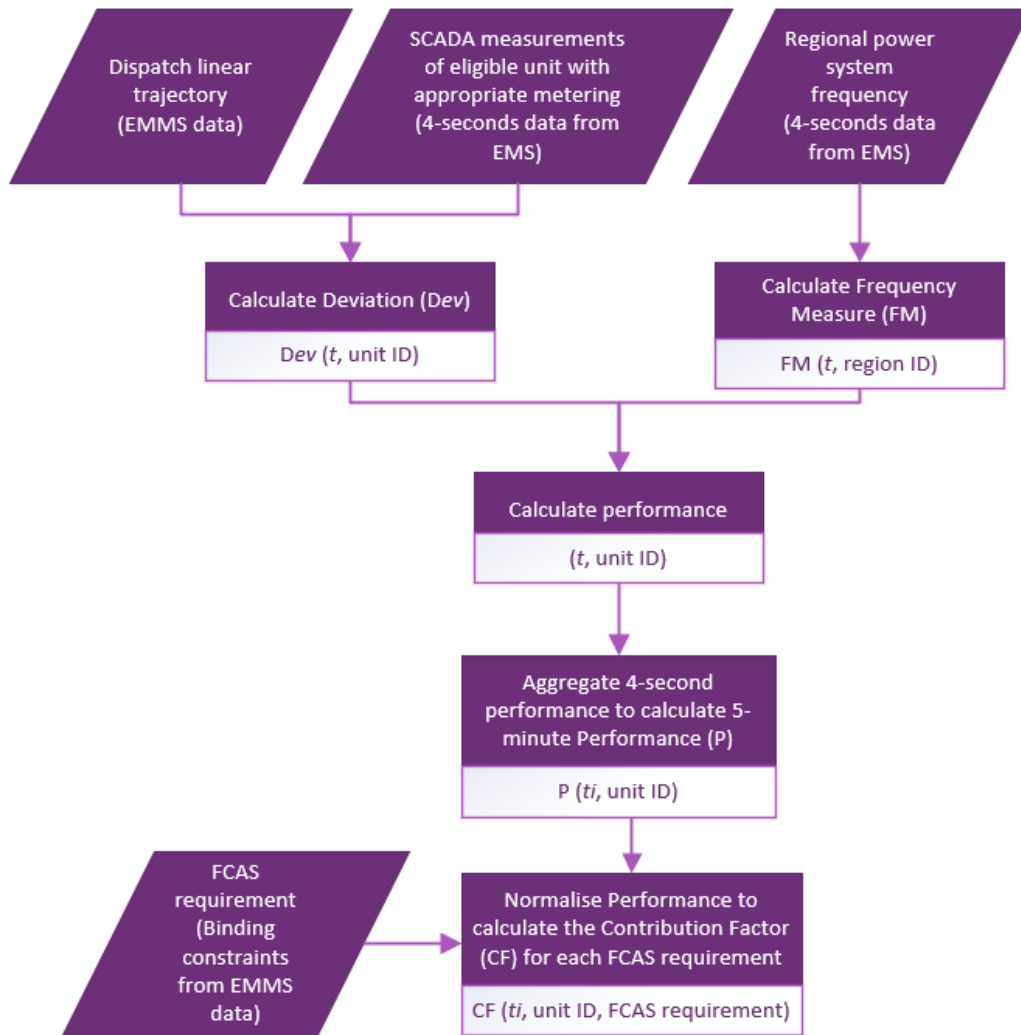 Dispatch linear
trajectory
(EMMS data)
SCADA measurements
of eligible unit with
appropriate metering
(4-seconds data from
EMS)
Regional power
system
frequency
(4-seconds data
from EMS)
Calculate Deviation (Dev)
Dev (t, unit ID)
Calculate Frequency
Measure (FM)
FM (t, region ID)
Calculate performance
(t, unit ID)
Aggregate 4-second
performance to calculate 5-
minute Performance (P)
P (ti, unit ID)
FCAS
requirement
(Binding
constraints
from EMMS
data)
Normalise Performance to
calculate the Contribution Factor
(CF) for each FCAS requirement
CF (ti, unit ID, FCAS requirement)